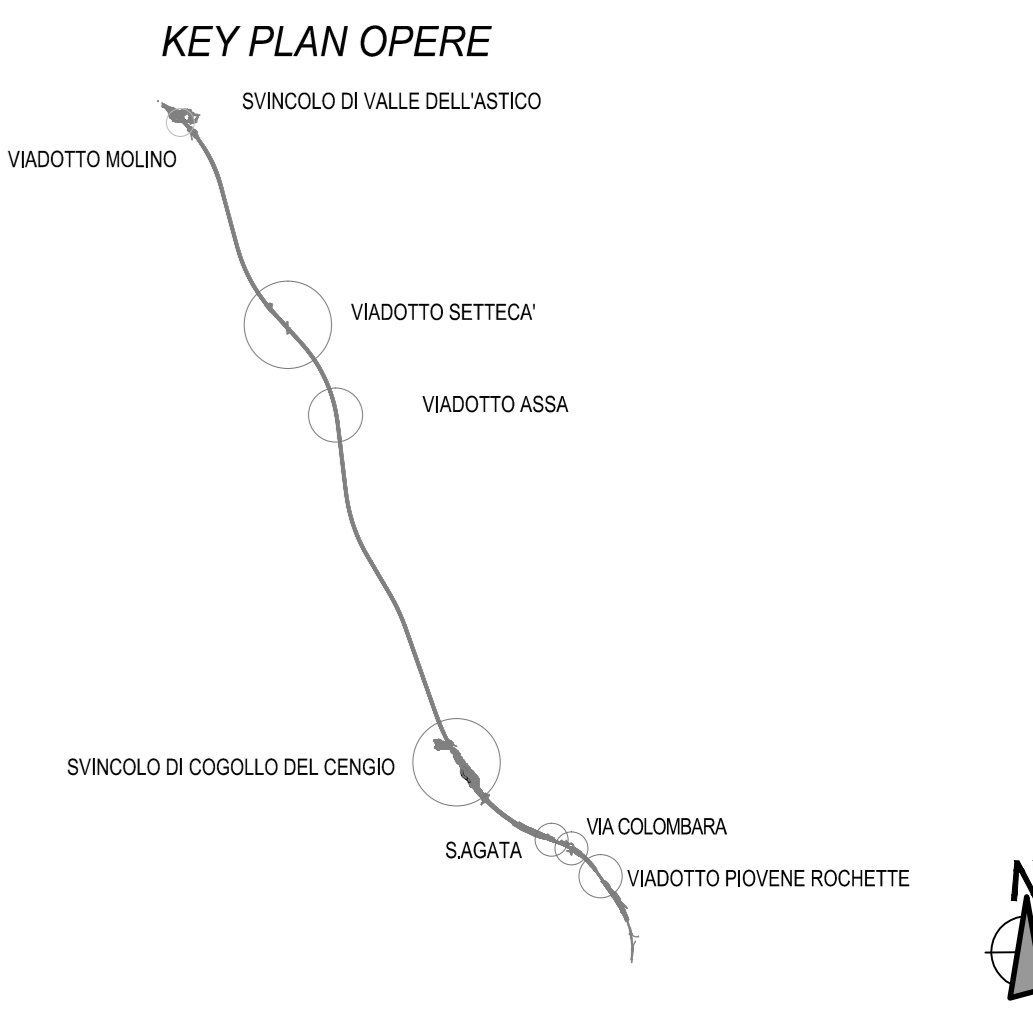 KEY PLAN OPERE
SVINCOLO DI VALLE DELL'ASTICO
VIADOTTO MOLINO
VIADOTTO SETTECA'
VIADOTTO ASSA
SVINCOLO DI COGOLLO DEL CENGIO
VIA COLOMBARA
S.AGATA
VIADOTTO PIOVENE ROCHETTE
N